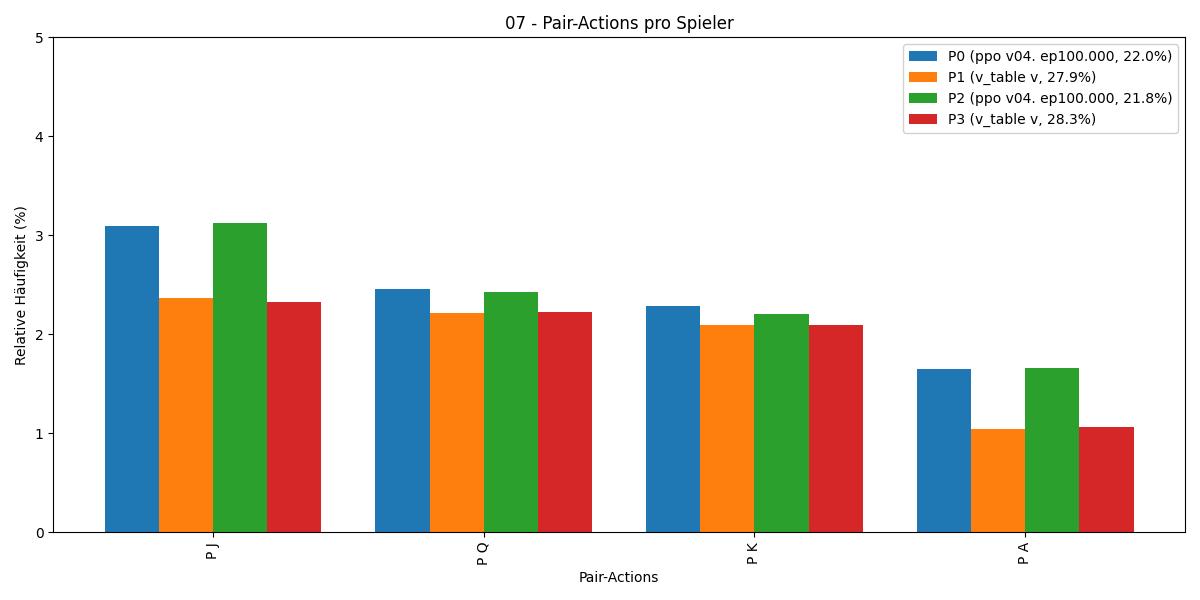 07 - Pair-Actions pro Spieler
P0 (ppo v04. ep100.000, 22.0%)
P1 (v_table v, 27.9%)
P2 (ppo v04. ep100.000, 21.8%)
P3 (v_table v, 28.3%)
Relative Häufigkeit (%)
5
4
3
2
1
0
P J
P Q
P K
P A
Pair-Actions